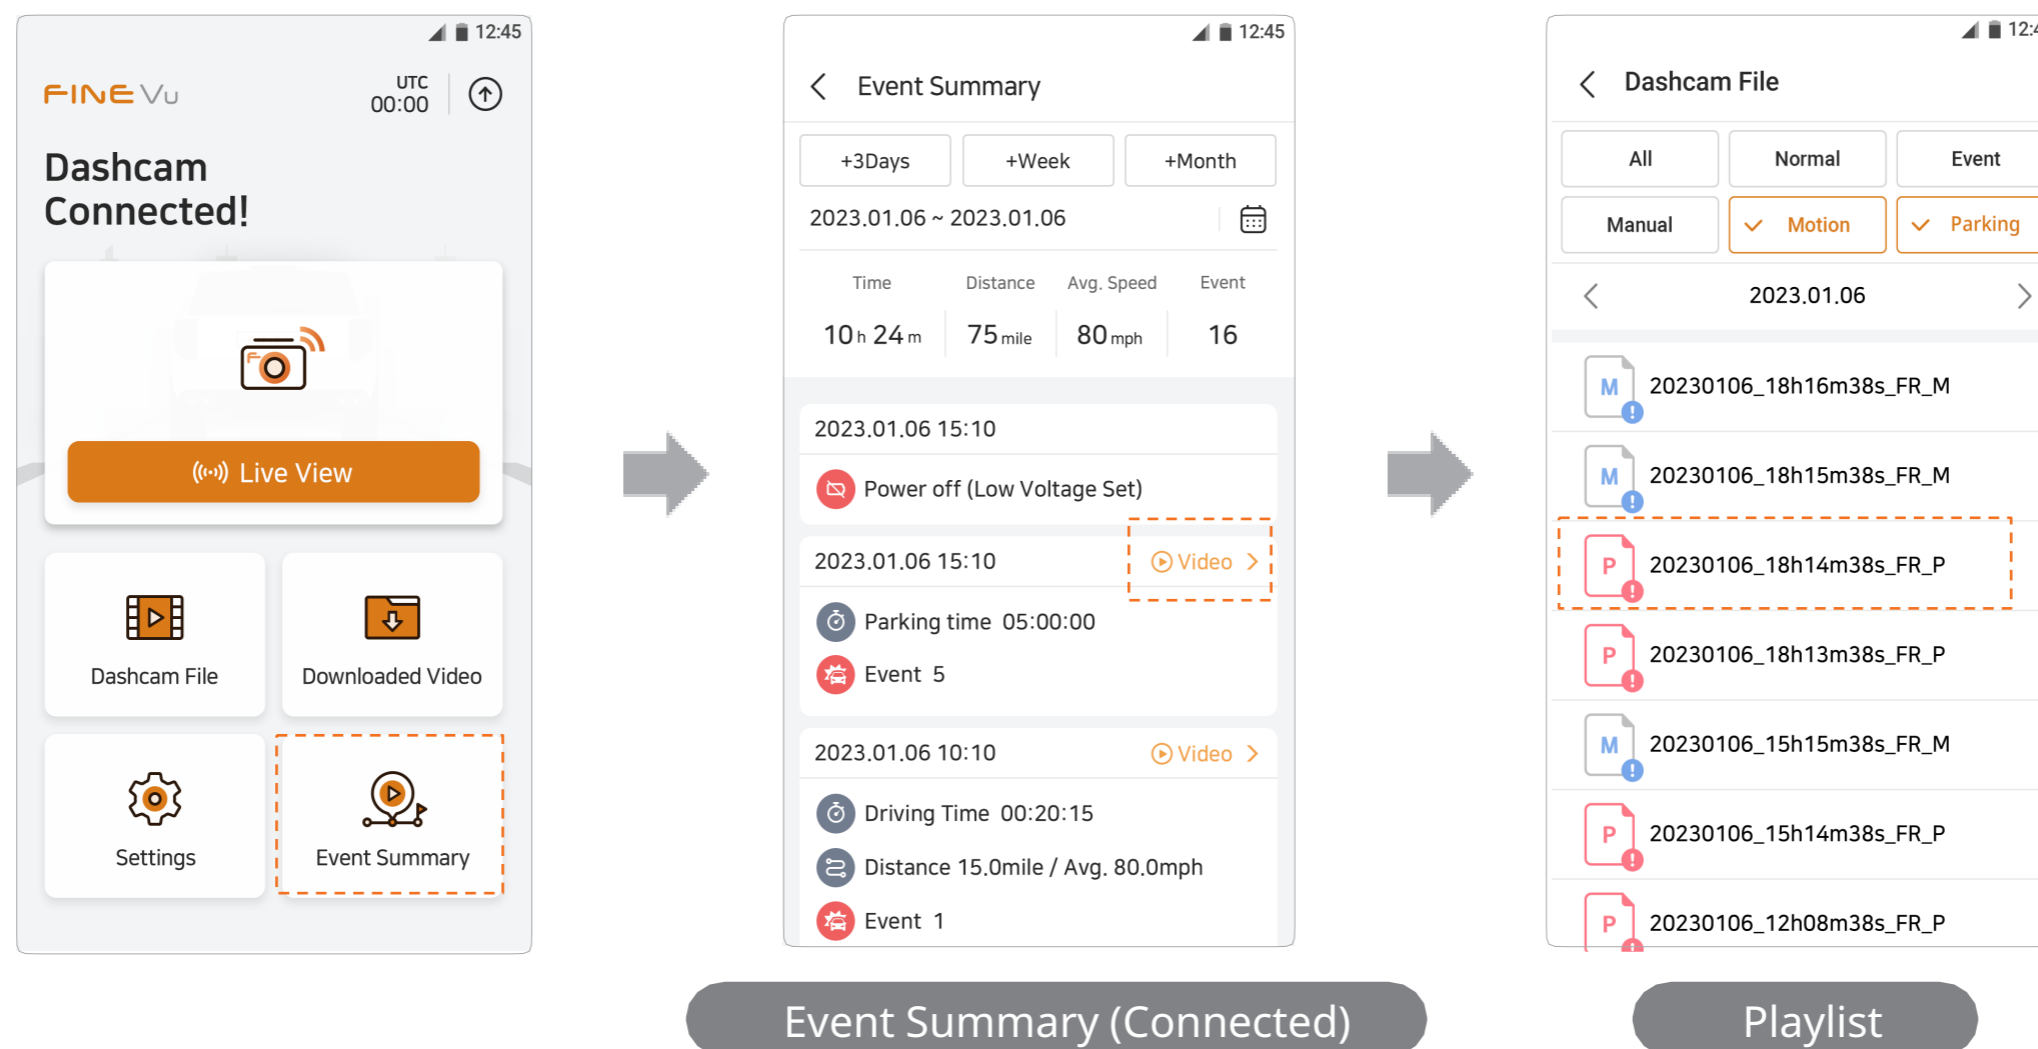 12:45
FINE Vu
UTC
00:00
Dashcam
Connected!
Live View
Dashcam File
Downloaded Video
Settings
Event Summary
12:45
Event Summary
+3Days
+Week
+Month
2023.01.06 ~ 2023.01.06
Time Distance Avg. Speed Event
10 h 24 m 75 mile 80 mph 16
2023.01.06 15:10
Power off (Low Voltage Set)
2023.01.06 15:10 Video
Parking time 05:00:00
Event 5
2023.01.06 10:10 Video
Driving Time 00:20:15
Distance 15.0mile / Avg. 80.0mph
Event 1
Event Summary (Connected)
Dashcam File
All Normal Event
Manual Motion Parking
2023.01.06
M 20230106_18h16m38s_FR_M
M 20230106_18h15m38s_FR_M
P 20230106_18h14m38s_FR_P
P 20230106_18h13m38s_FR_P
M 20230106_15h15m38s_FR_M
P 20230106_15h14m38s_FR_P
P 20230106_12h08m38s_FR_P
Playlist